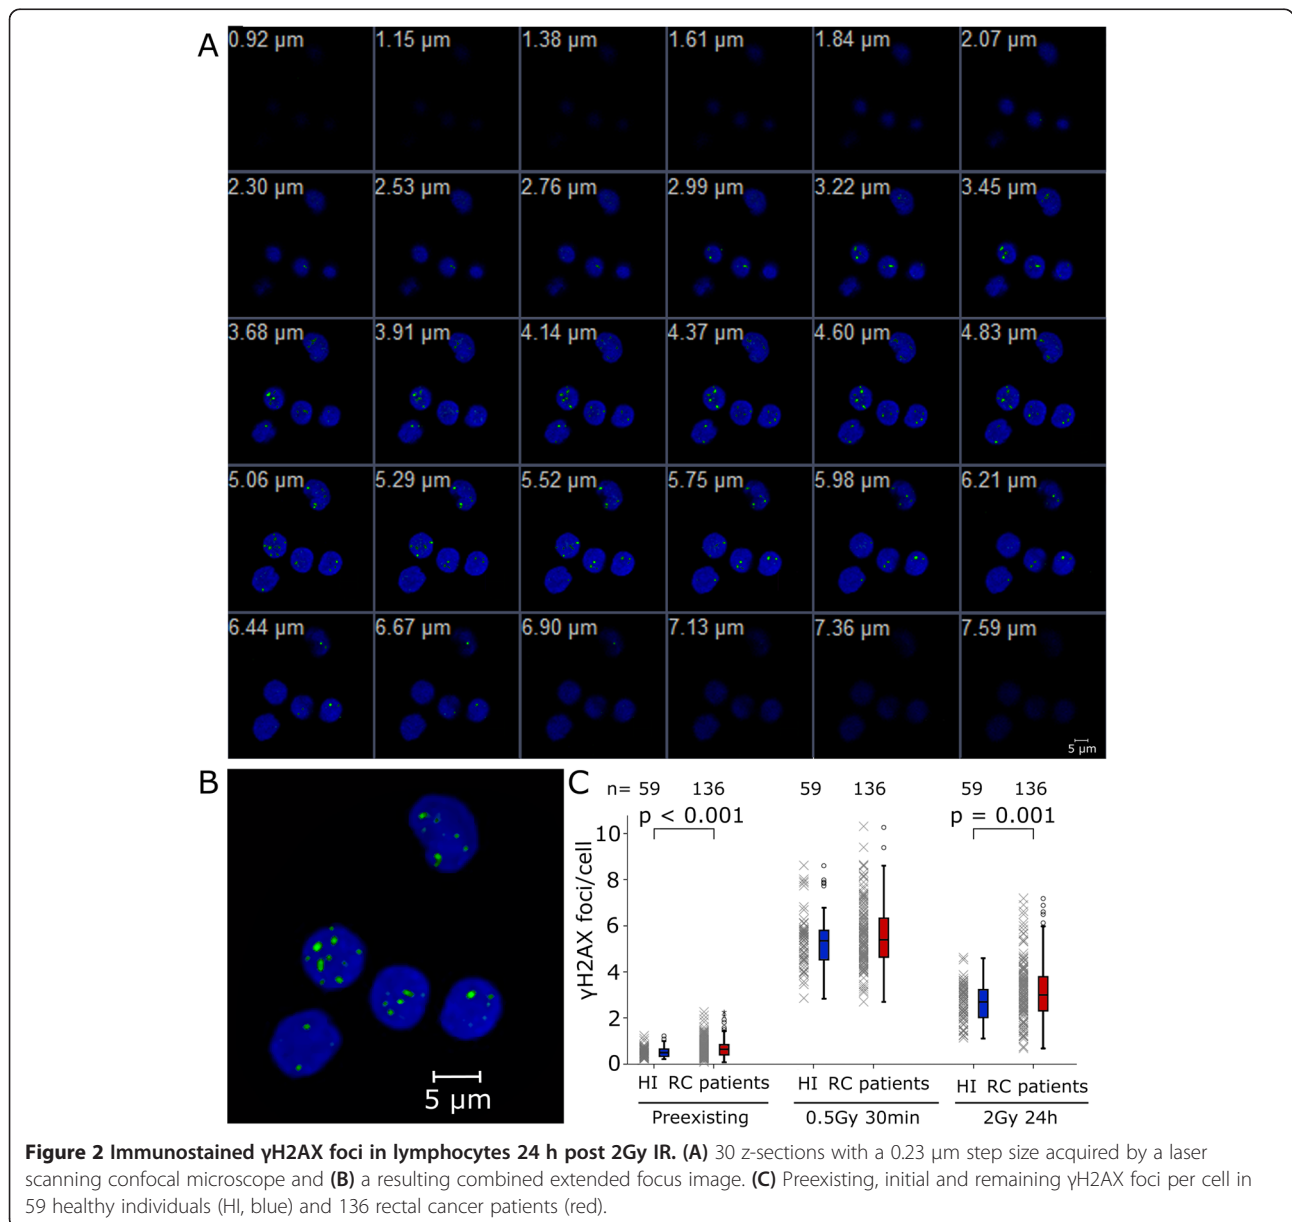 A
0.92 µm 1.15 µm 1.38 µm 1.61 µm 1.84 µm 2.07 µm
2.30 µm 2.53 µm 2.76 µm 2.99 µm 3.22 µm 3.45 µm
3.68 µm 3.91 µm 4.14 µm 4.37 µm 4.60 µm 4.83 µm
5.06 µm 5.29 µm 5.52 µm 5.75 µm 5.98 µm 6.21 µm
6.44 µm 6.67 µm 6.90 µm 7.13 µm 7.36 µm 7.59 µm
5 µm
B
5 µm
C
n= 59 136 59 136 59 136
p < 0.001 p = 0.001
γH2AX foci/cell
10
8
6
4
2
0
HI RC patients HI RC patients HI RC patients
Preexisting 0.5Gy 30min 2Gy 24h
Figure 2 Immunostained γH2AX foci in lymphocytes 24 h post 2Gy IR. (A) 30 z-sections with a 0.23 µm step size acquired by a laser
scanning confocal microscope and (B) a resulting combined extended focus image. (C) Preexisting, initial and remaining γH2AX foci per cell in
59 healthy individuals (HI, blue) and 136 rectal cancer patients (red).